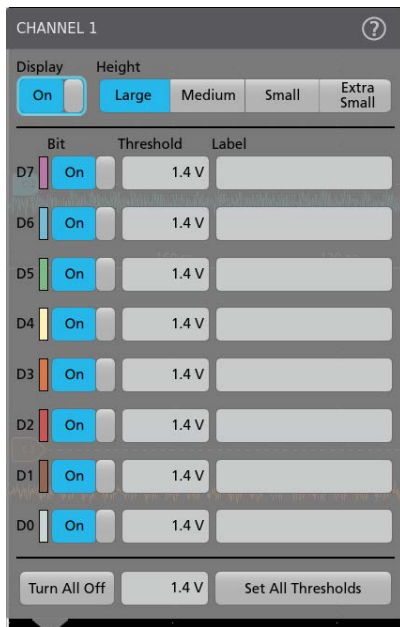 CHANNEL 1 ?
Display Height
On Large Medium Small Extra Small
Bit Threshold Label
D7 On 1.4 V
D6 On 1.4 V
D5 On 1.4 V
D4 On 1.4 V
D3 On 1.4 V
D2 On 1.4 V
D1 On 1.4 V
D0 On 1.4 V
Turn All Off 1.4 V Set All Thresholds